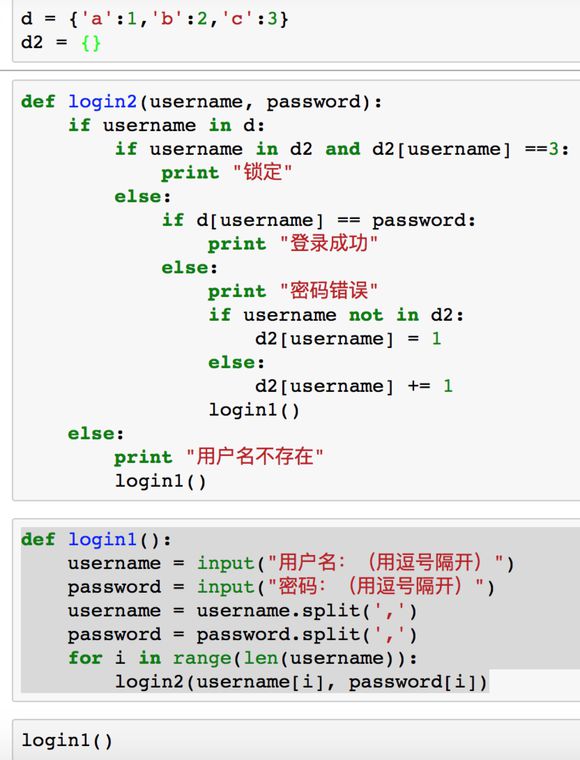 d = {'a':1,'b':2,'c':3}
d2 = {}
def login2(username, password):
    if username in d:
        if username in d2 and d2[username] ==3:
            print "锁定"
        else:
            if d[username] == password:
                print "登录成功"
            else:
                print "密码错误"
                if username not in d2:
                    d2[username] = 1
                else:
                    d2[username] += 1
                login1()
    else:
        print "用户名不存在"
        login1()
def login1():
    username = input("用户名：（用逗号隔开）")
    password = input("密码：（用逗号隔开）")
    username = username.split(',')
    password = password.split(',')
    for i in range(len(username)):
        login2(username[i], password[i])
login1()